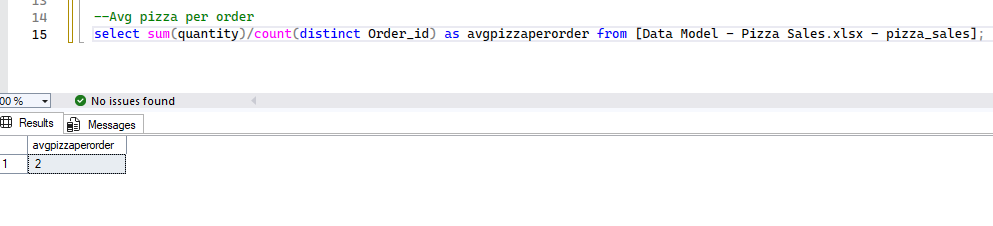 13
14 --Avg pizza per order
15 select sum(quantity)/count(distinct Order_id) as avgpizzaperorder from [Data Model - Pizza Sales.xlsx - pizza_sales];
00 % No issues found
Results Messages
avgpizzaperorder
1 2